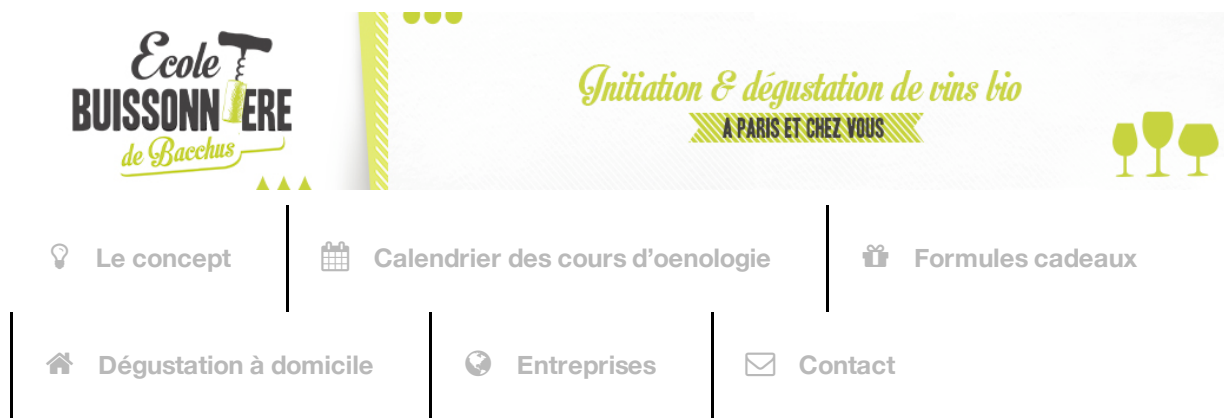 Ecole
BUISSONNIERE
de Bacchus
Initiation & dégustation de vins bio
A PARIS ET CHEZ VOUS
Le concept
Calendrier des cours d’oenologie
Formules cadeaux
Dégustation à domicile
Entreprises
Contact